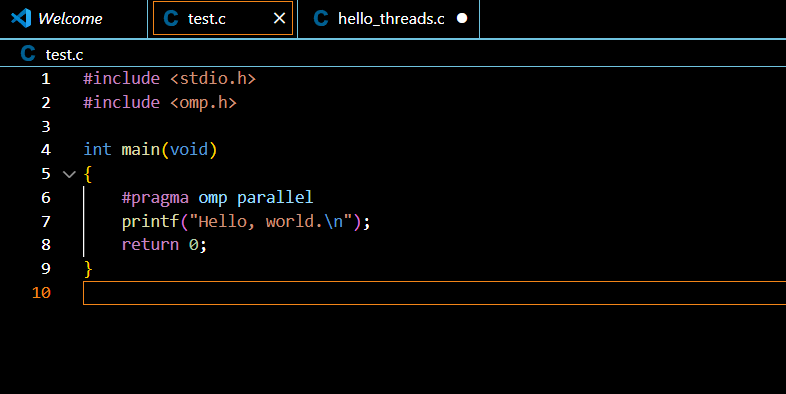 Welcome
test.c
hello_threads.c
test.c
1 #include <stdio.h>
2 #include <omp.h>
3
4 int main(void)
5 {
6     #pragma omp parallel
7     printf("Hello, world.\n");
8     return 0;
9 }
10